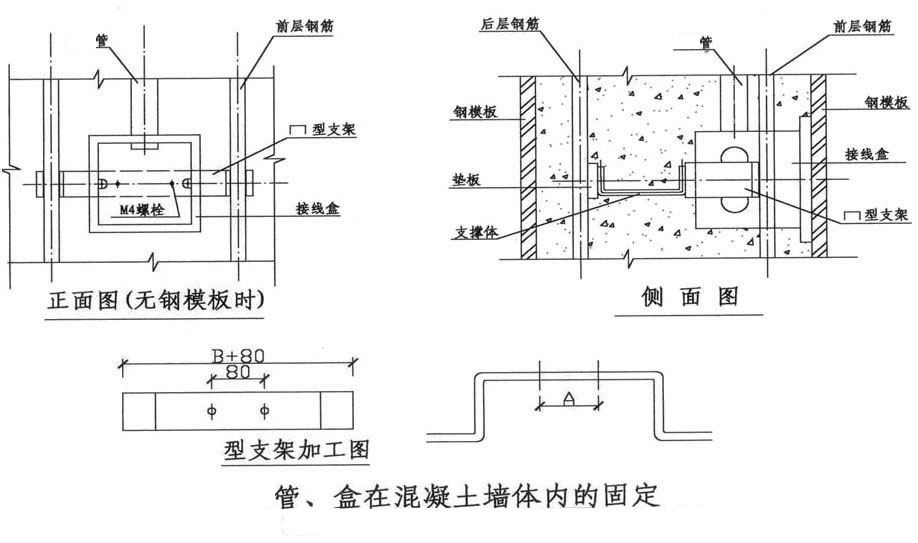 管
前层钢筋
冂 型支架
M4螺栓
接线盒
正面图(无钢模板时)
后层钢筋
管
前层钢筋
钢模板
钢模板
接线盒
垫板
冂 型支架
支撑体
侧 面 图
B+80
80
A
型支架加工图
管、盒在混凝土墙体内的固定